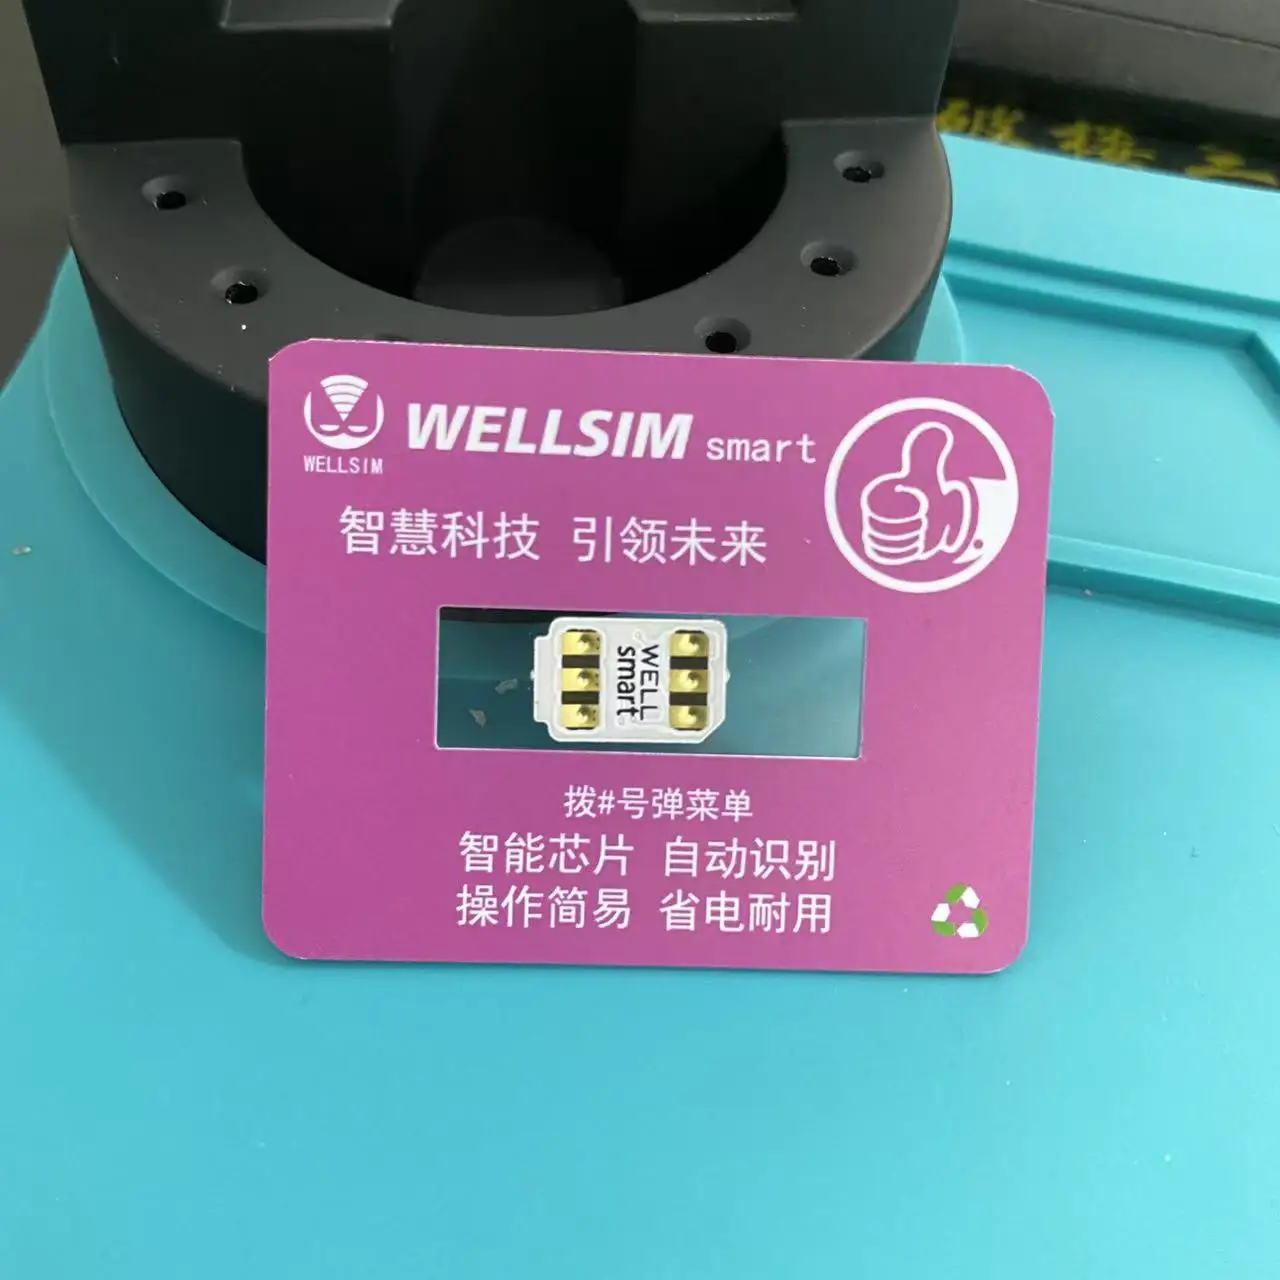 WELLSIM smart
WELLSIM
智慧科技 引领未来
WELL
smart
拨#号弹菜单
智能芯片 自动识别
操作简易 省电耐用